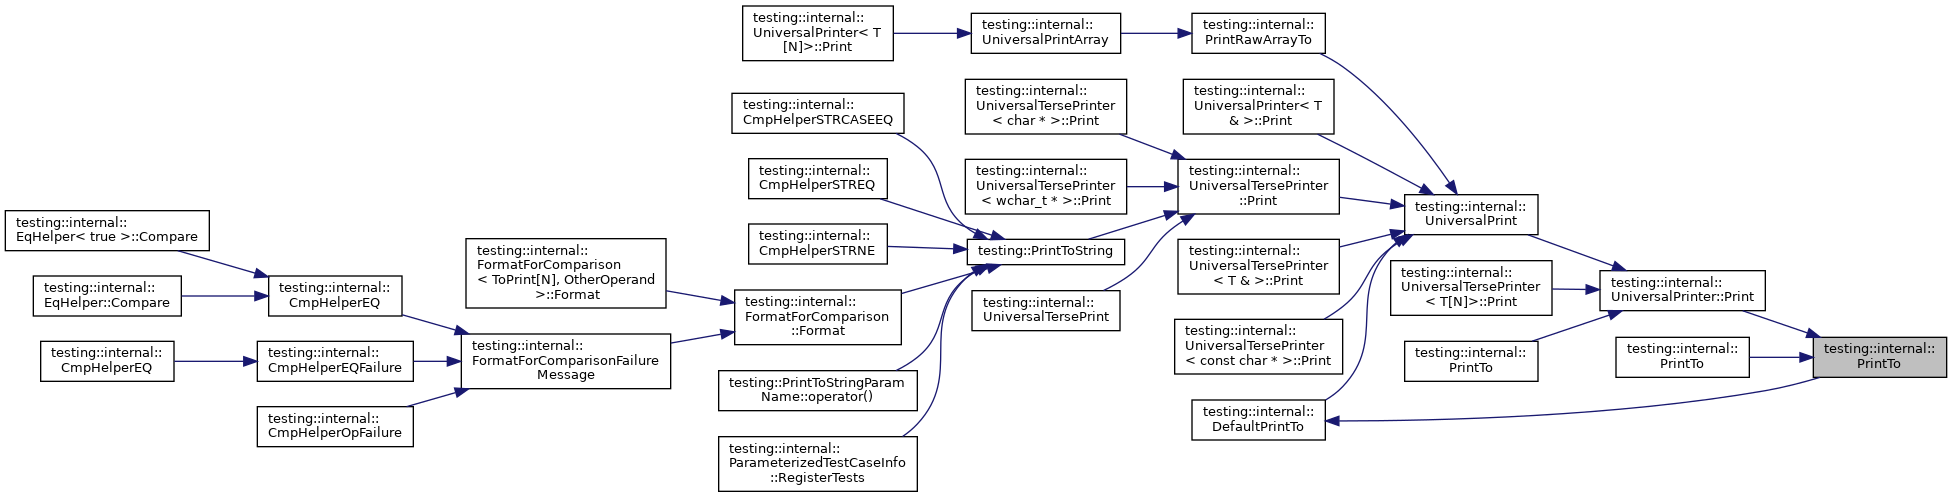 testing::internal::
UniversalPrinter< T
[N]>::Print
testing::internal::
UniversalPrintArray
testing::internal::
PrintRawArrayTo
testing::internal::
CmpHelperSTRCASEEQ
testing::internal::
UniversalTersePrinter
< char * >::Print
testing::internal::
UniversalPrinter< T
& >::Print
testing::internal::
CmpHelperSTREQ
testing::internal::
UniversalTersePrinter
< wchar_t * >::Print
testing::internal::
UniversalTersePrinter
::Print
testing::internal::
UniversalPrint
testing::internal::
EqHelper< true >::Compare
testing::internal::
CmpHelperSTRNE
testing::PrintToString
testing::internal::
UniversalTersePrinter
< T & >::Print
testing::internal::
FormatForComparison
< ToPrint[N], OtherOperand
>::Format
testing::internal::
EqHelper::Compare
testing::internal::
CmpHelperEQ
testing::internal::
FormatForComparison
::Format
testing::internal::
UniversalTersePrint
testing::internal::
UniversalTersePrinter
< T[N]>::Print
testing::internal::
UniversalPrinter::Print
testing::internal::
CmpHelperEQ
testing::internal::
CmpHelperEQFailure
testing::internal::
FormatForComparisonFailure
Message
testing::internal::
UniversalTersePrinter
< const char * >::Print
testing::internal::
PrintTo
testing::internal::
PrintTo
testing::internal::
PrintTo
testing::PrintToStringParam
Name::operator()
testing::internal::
CmpHelperOpFailure
testing::internal::
DefaultPrintTo
testing::internal::
ParameterizedTestCaseInfo
::RegisterTests